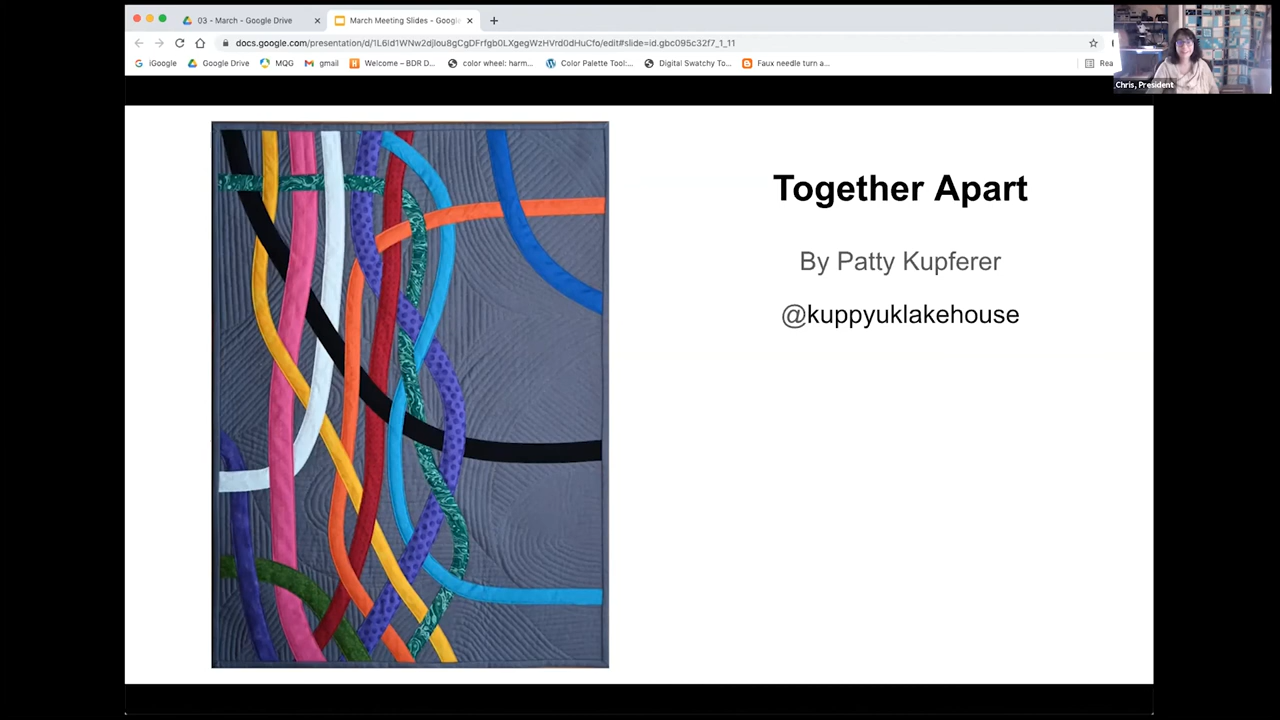 03 - March - Google Drive
March Meeting Slides - Google
docs.google.com/presentation/d/1L6Id1WNw2djlou8gCgDFrfgb0LXgegWzHVrd0dHuCfo/edit#slide=id.gbc095c32f7_1_11
iGoogle
Google Drive
MQG
gmail
Welcome – BDR D...
color wheel: harm...
Color Palette Tool:...
Digital Swatchy To...
Faux needle turn a...
Rea
Chris, President
Together Apart
By Patty Kupferer
@kuppyuklakehouse